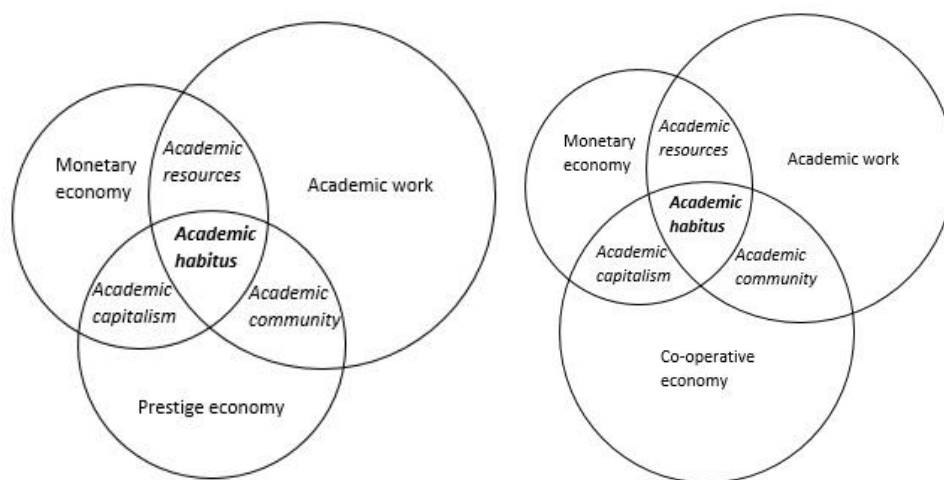 Monetary
economy
Academic
resources
Academic work
Academic
habitus
Academic
capitalism
Academic
community
Prestige economy
Monetary
economy
Academic
resources
Academic work
Academic
habitus
Academic
capitalism
Academic
community
Co-operative
economy